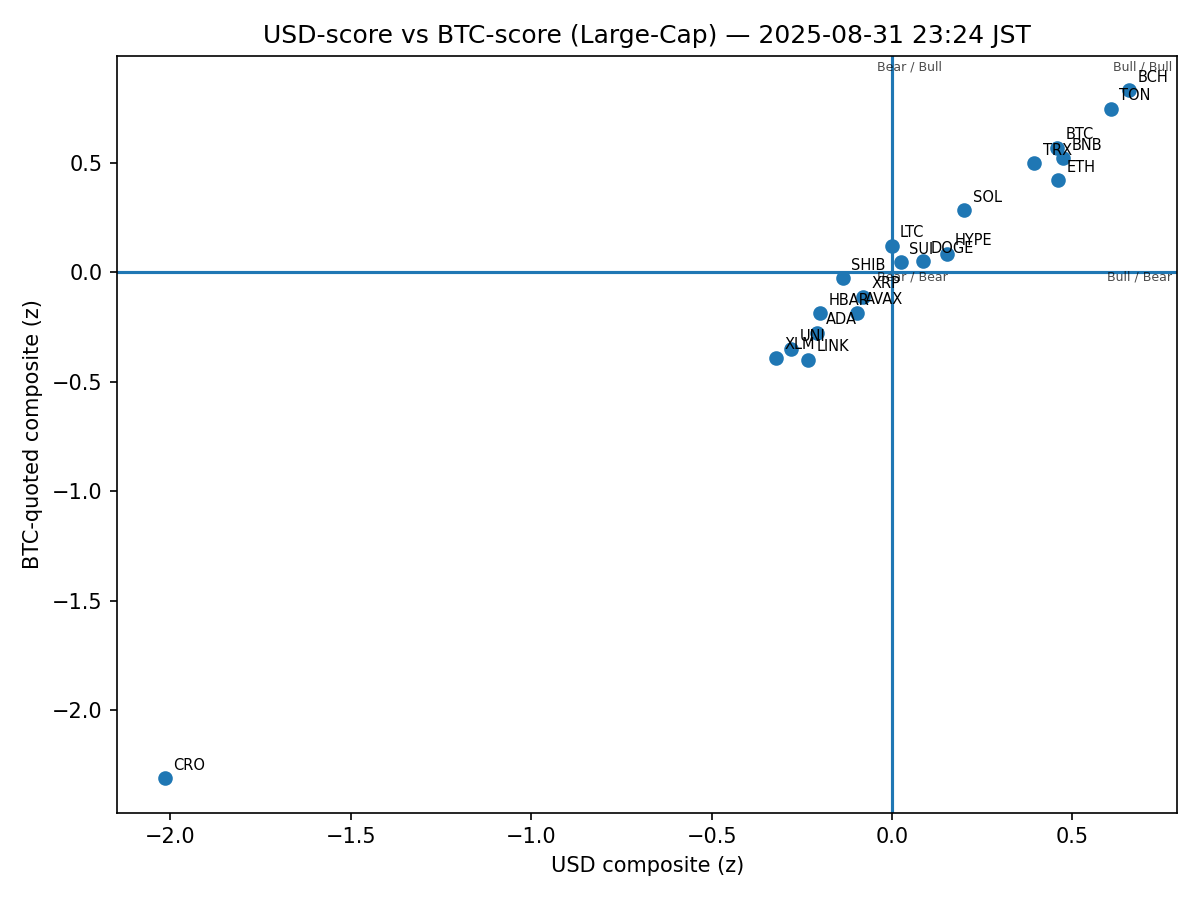 USD-score vs BTC-score (Large-Cap) — 2025-08-31 23:24 JST
Bear / Bull
Bull / Bull
BCH
TON
BTC
BNB
TRX
ETH
SOL
LTC
HYPE
SUI
DOGE
SHIB
Bear / Bear
Bull / Bear
XRP
HBAR
AVAX
ADA
UNI
XLM
LINK
CRO
0.5
0.0
−0.5
−1.0
−1.5
−2.0
BTC-quoted composite (z)
−2.0
−1.5
−1.0
−0.5
0.0
0.5
USD composite (z)